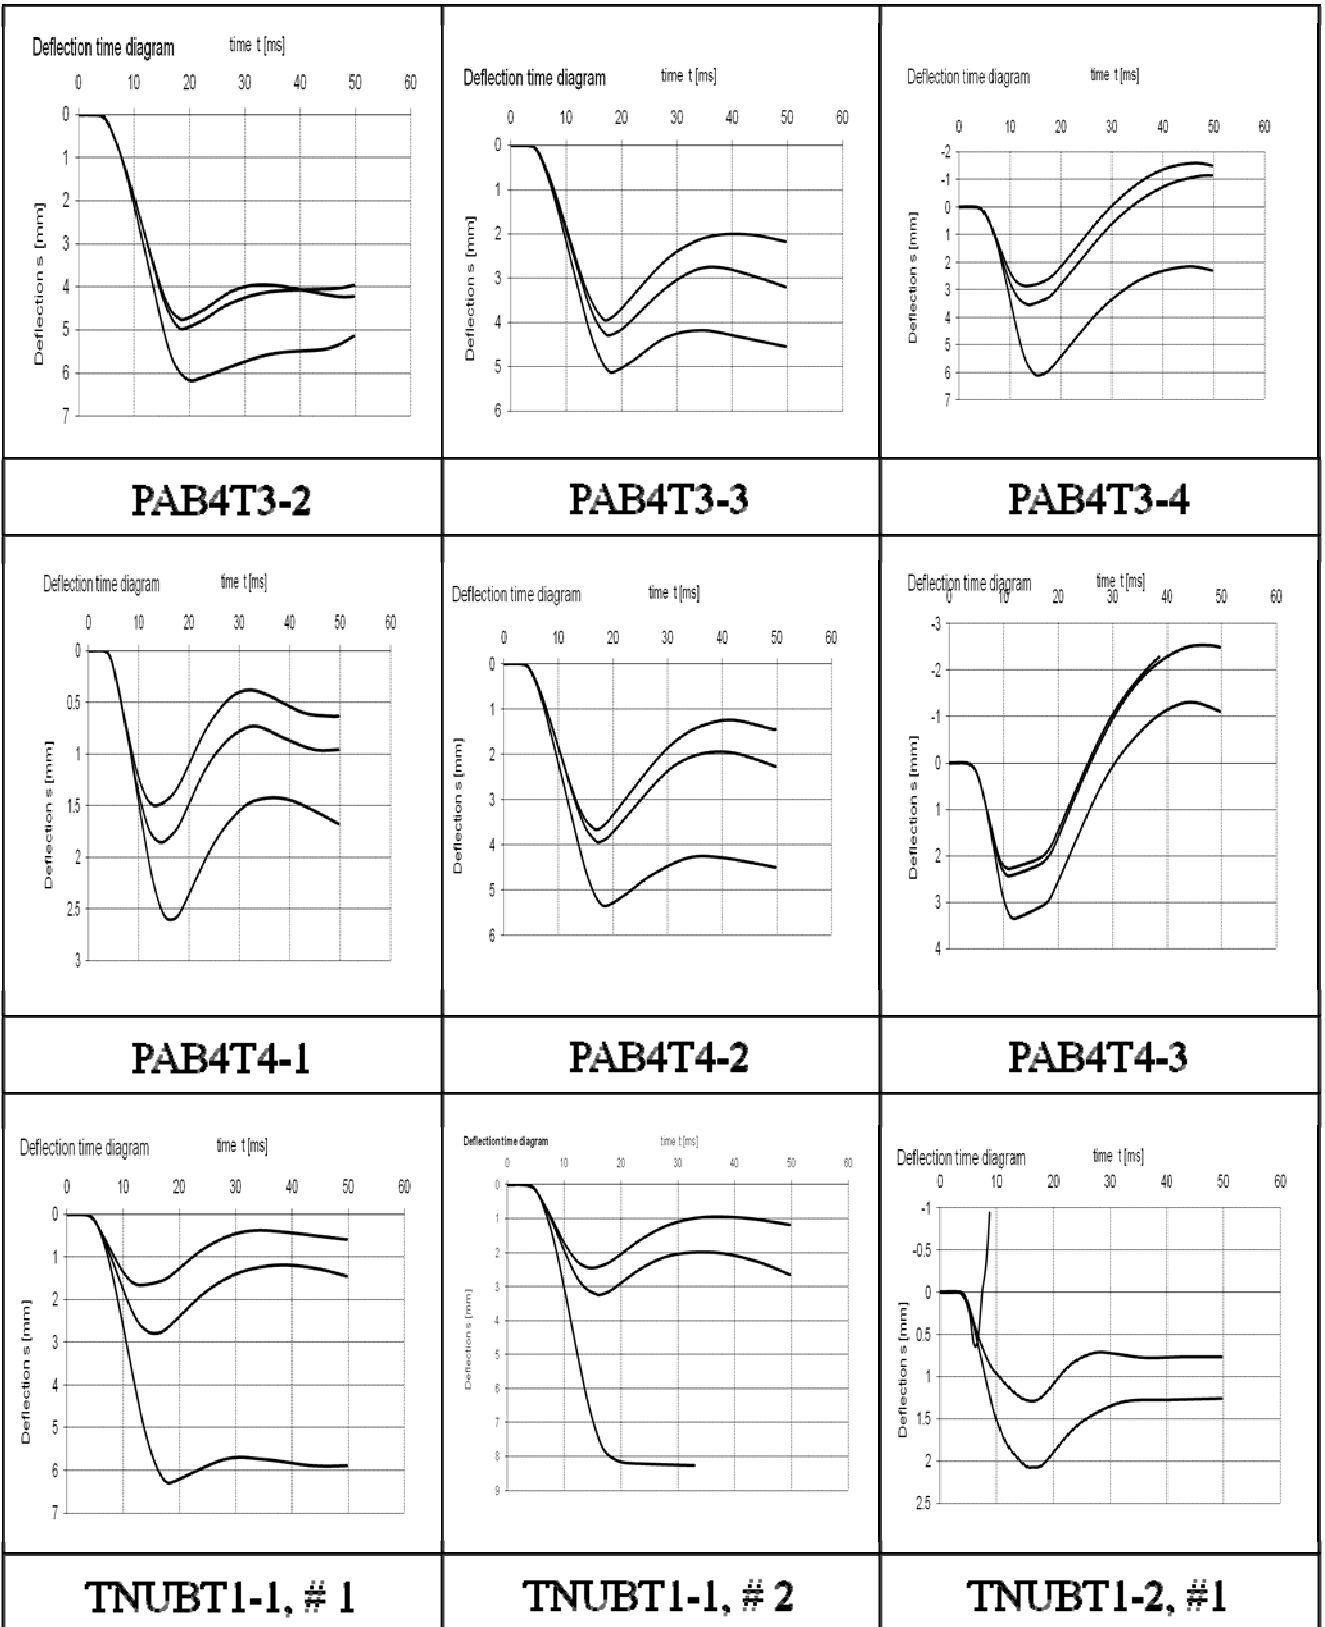 Deflection time diagram time t [ms]
0 10 20 30 40 50 60
0
1
2
3
4
5
6
7
Deflection s [mm]
Deflection time diagram time t [ms]
0 10 20 30 40 50 60
0
1
2
3
4
5
6
Deflection s [mm]
Deflection time diagram time t [ms]
0 10 20 30 40 50 60
-2
-1
0
1
2
3
4
5
6
7
Deflection s [mm]
PAB4T3-2 PAB4T3-3 PAB4T3-4
Deflection time diagram time t [ms]
0 10 20 30 40 50 60
0
0.5
1
1.5
2
2.5
3
Deflection s [mm]
Deflection time diagram time t [ms]
0 10 20 30 40 50 60
0
1
2
3
4
5
6
Deflection s [mm]
Deflection time diagram time t [ms]
0 10 20 30 40 50 60
-3
-2
-1
0
1
2
3
4
Deflection s [mm]
PAB4T4-1 PAB4T4-2 PAB4T4-3
Deflection time diagram time t [ms]
0 10 20 30 40 50 60
0
1
2
3
4
5
6
7
Deflection s [mm]
Deflection time diagram time t [ms]
0 10 20 30 40 50 60
0
1
2
3
4
5
6
7
8
9
Deflection s [mm]
Deflection time diagram time t [ms]
0 10 20 30 40 50 60
-1
-0.5
0
0.5
1
1.5
2
2.5
Deflection s [mm]
TNUBT1-1, # 1 TNUBT1-1, # 2 TNUBT1-2, #1